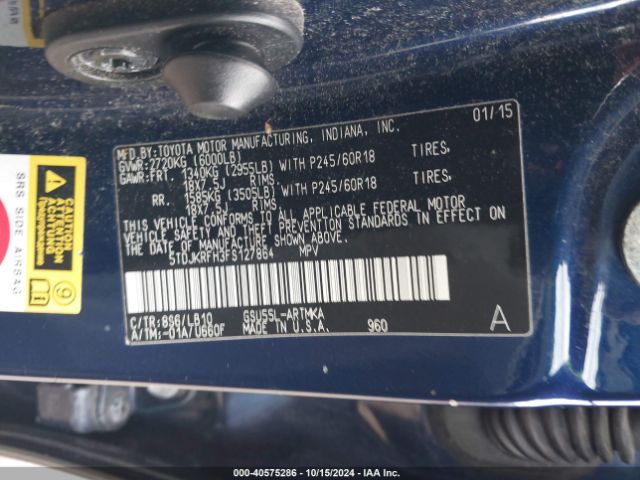 MFD.BY:TOYOTA MOTOR MANUFACTURING, INDIANA, INC. 01/15
GVWR:2720KG (6000LB)
GAWR:FRT. 1340KG (2955LB) WITH P245/60R18 TIRES,
18X7.5J RIMS
RR. 1585KG (3505LB) WITH P245/60R18 TIRES,
18X7.5J RIMS
THIS VEHICLE CONFORMS TO ALL APPLICABLE FEDERAL MOTOR
VEHICLE SAFETY AND THEFT PREVENTION STANDARDS IN EFFECT ON
THE DATE OF MANUFACTURE SHOWN ABOVE.
5TDJKRFH3FS127864 MPV
C/TR:8S6/LB10 GSU55L-ARTMKA
A/TM:-01A/U660F MADE IN U.S.A. 960 A
SRS SIDE AIRBAG
CAUTION
ATTENTION
9
000-40575286 - 10/15/2024 - IAA Inc.